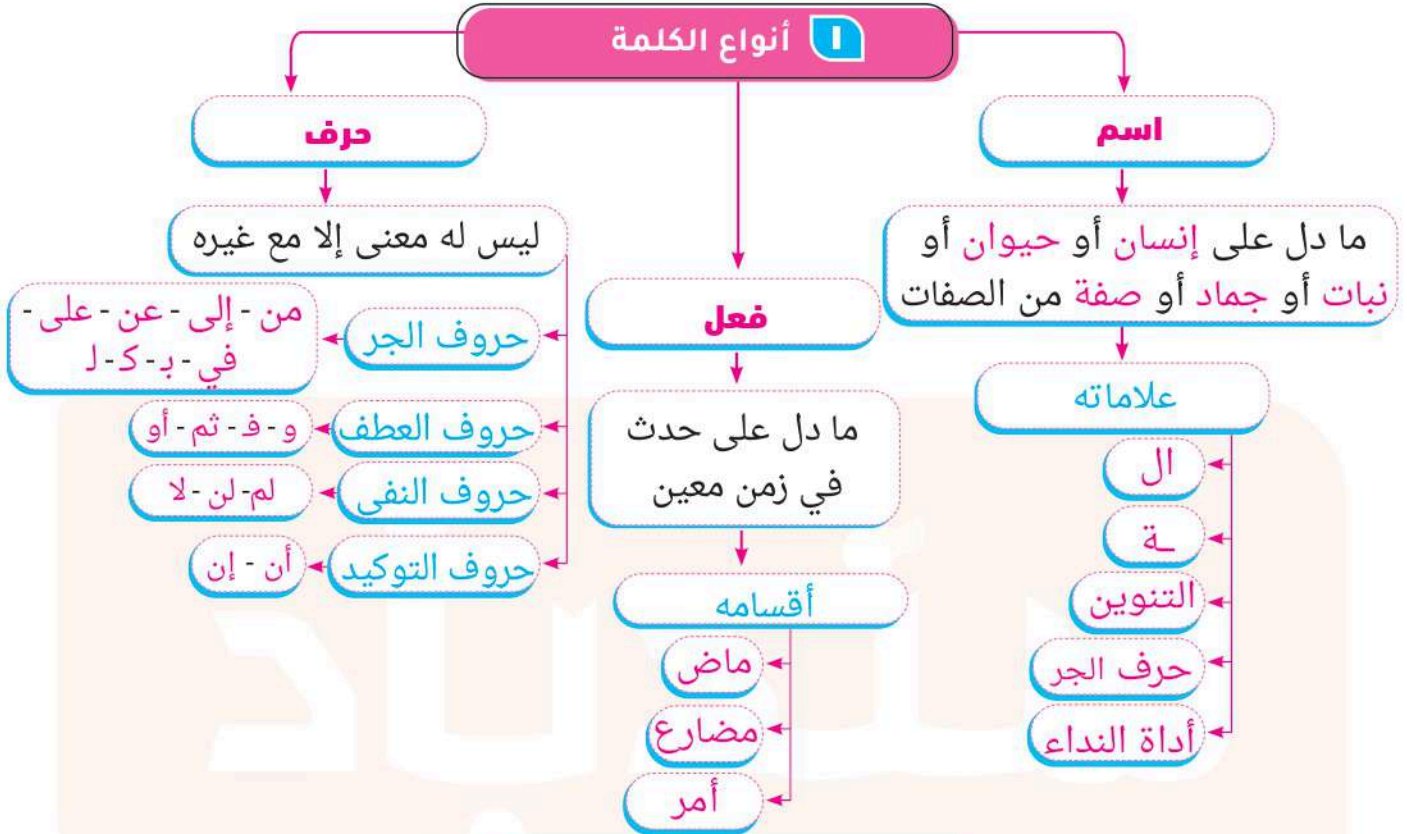 ١ أنواع الكلمة
اسم
ما دل على إنسان أو حيوان أو
نبات أو جماد أو صفة من الصفات
علاماته
ال
ـة
التنوين
حرف الجر
أداة النداء
فعل
ما دل على حدث
في زمن معين
أقسامه
ماض
مضارع
أمر
حرف
ليس له معنى إلا مع غيره
حروف الجر
من - إلى - عن - على -
في - بـ - كـ - لـ
حروف العطف
و - فـ - ثم - أو
حروف النفي
لم - لن - لا
حروف التوكيد
أن - إن
سندباد